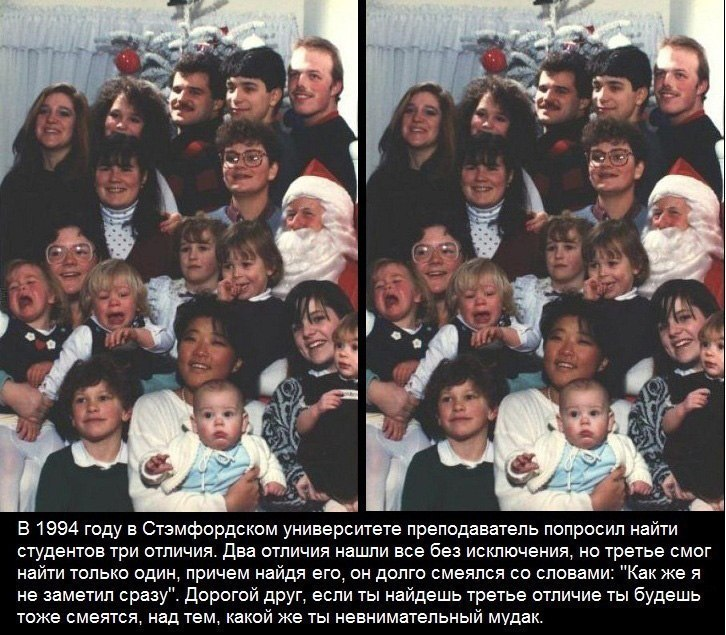 В 1994 году в Стэмфордском университете преподаватель попросил найти
студентов три отличия. Два отличия нашли все без исключения, но третье смог
найти только один, причем найдя его, он долго смеялся со словами: "Как же я
не заметил сразу". Дорогой друг, если ты найдешь третье отличие ты будешь
тоже смеятся, над тем, какой же ты невнимательный мудак.